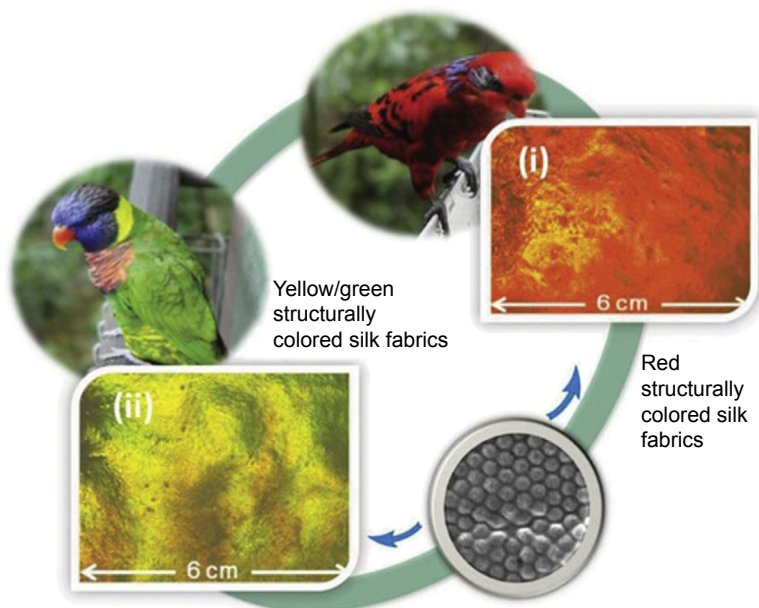 (i)
6 cm
Yellow/green
structurally
colored silk fabrics
Red
structurally
colored silk
fabrics
(ii)
6 cm